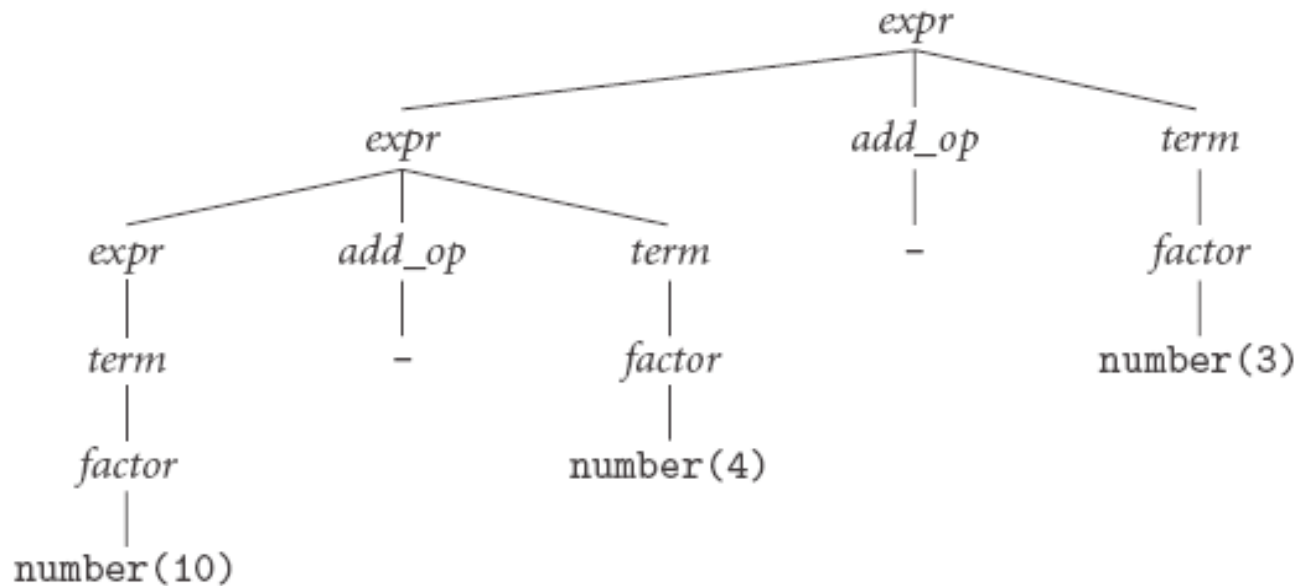 expr
expr add_op term
expr add_op term - factor
term - factor number(3)
factor number(4)
number(10)